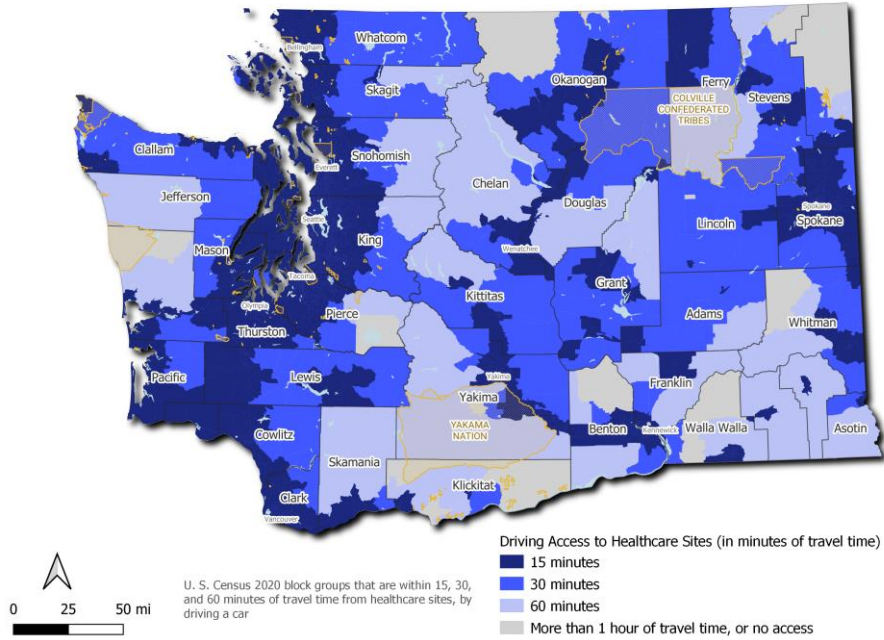 Whatcom
Bellingham
Skagit
Okanogan
Ferry
Stevens
COLVILLE
CONFEDERATED
TRIBES
Clallam
Snohomish
Everett
Chelan
Jefferson
Douglas
Seattle
Lincoln
Spokane
Spokane
King
Mason
Wenatchee
Tacoma
Grant
Kittitas
Olympia
Pierce
Adams
Whitman
Thurston
Pacific
Lewis
Yakima
Yakima
Franklin
YAKAMA
NATION
Benton
Kennewick
Walla Walla
Asotin
Cowlitz
Skamania
Klickitat
Clark
Vancouver
0 25 50 mi
U. S. Census 2020 block groups that are within 15, 30,
and 60 minutes of travel time from healthcare sites, by
driving a car
Driving Access to Healthcare Sites (in minutes of travel time)
15 minutes
30 minutes
60 minutes
More than 1 hour of travel time, or no access